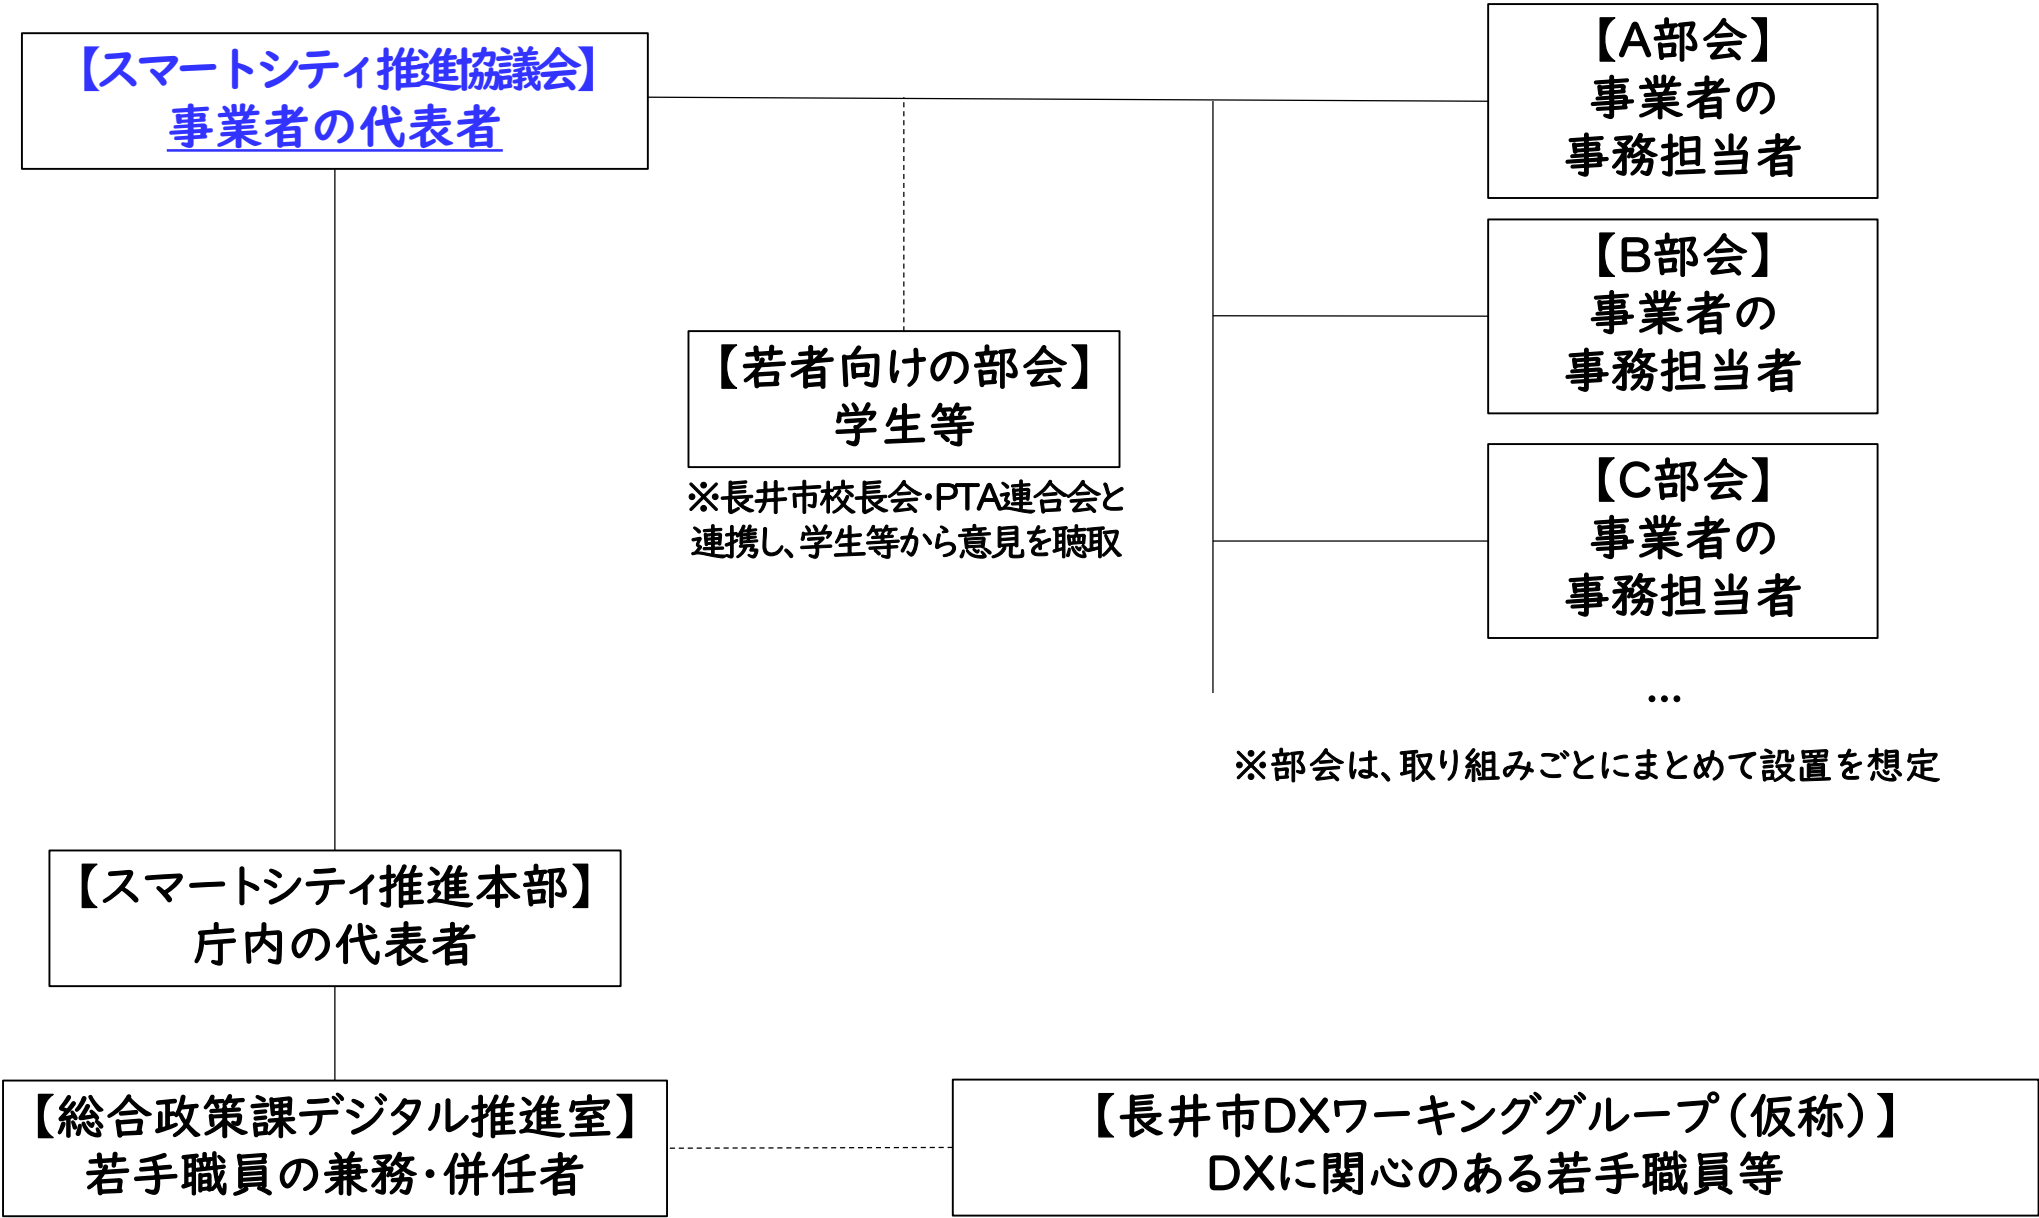 【スマートシティ推進協議会】
事業者の代表者
【A部会】
事業者の
事務担当者
【B部会】
事業者の
事務担当者
【若者向けの部会】
学生等
※長井市校長会・PTA連合会と
連携し、学生等から意見を聴取
【C部会】
事業者の
事務担当者
…
※部会は、取り組みごとにまとめて設置を想定
【スマートシティ推進本部】
庁内の代表者
【総合政策課デジタル推進室】
若手職員の兼務・併任者
【長井市DXワーキンググループ（仮称）】
DXに関心のある若手職員等